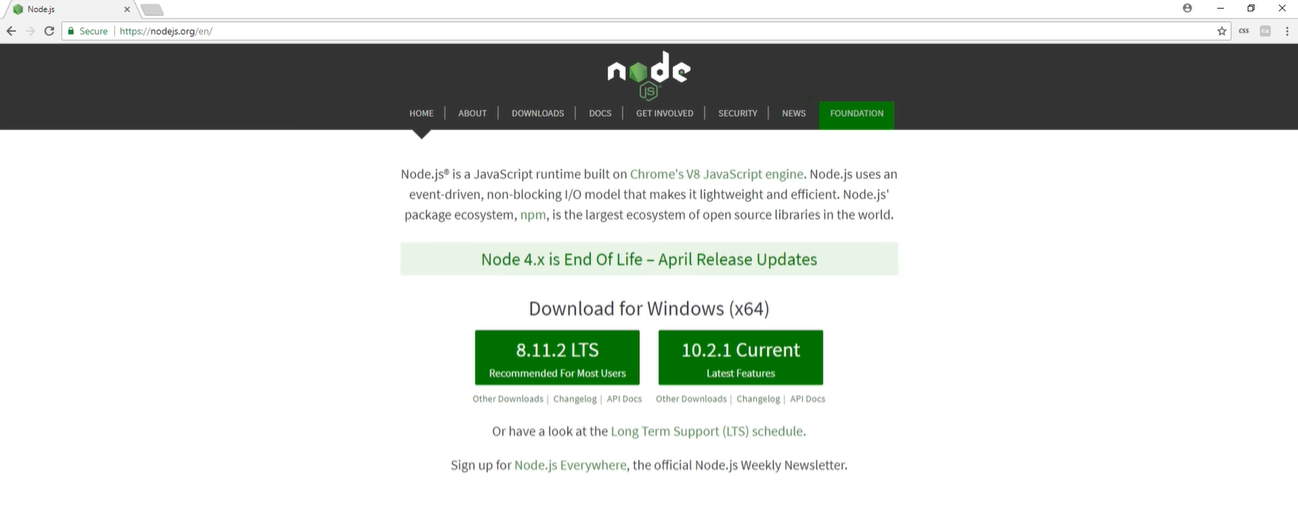 Node.js
Secure | https://nodejs.org/en/
css
node
JS
HOME | ABOUT | DOWNLOADS | DOCS | GET INVOLVED | SECURITY | NEWS FOUNDATION
Node.js® is a JavaScript runtime built on Chrome's V8 JavaScript engine. Node.js uses an
event-driven, non-blocking I/O model that makes it lightweight and efficient. Node.js'
package ecosystem, npm, is the largest ecosystem of open source libraries in the world.
Node 4.x is End Of Life – April Release Updates
Download for Windows (x64)
8.11.2 LTS 10.2.1 Current
Recommended For Most Users Latest Features
Other Downloads | Changelog | API Docs Other Downloads | Changelog | API Docs
Or have a look at the Long Term Support (LTS) schedule.
Sign up for Node.js Everywhere, the official Node.js Weekly Newsletter.